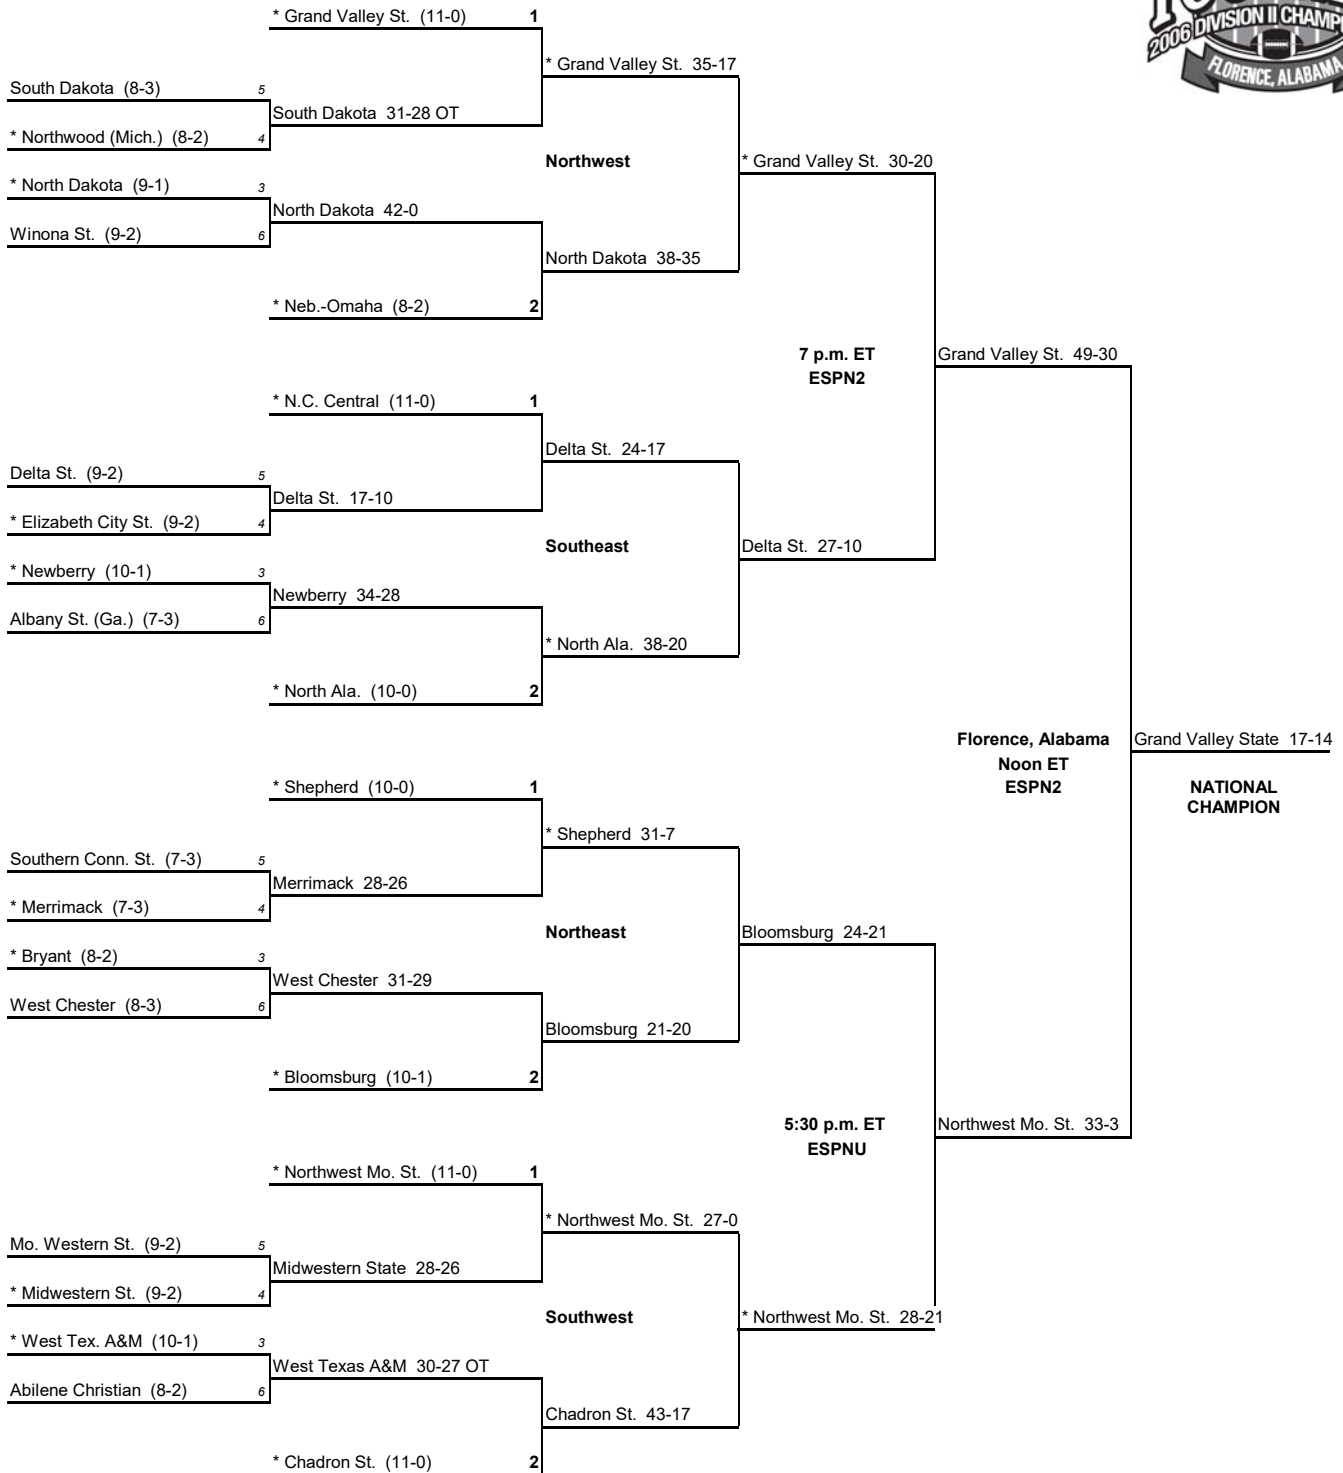 * Grand Valley St. (11-0) 1
2006 DIVISION II
FLORENCE, ALABAMA
* Grand Valley St. 35-17
South Dakota (8-3) 5
South Dakota 31-28 OT
* Northwood (Mich.) (8-2) 4
Northwest
* Grand Valley St. 30-20
* North Dakota (9-1) 3
North Dakota 42-0
Winona St. (9-2) 6
North Dakota 38-35
* Neb.-Omaha (8-2) 2
7 p.m. ET
ESPN2
Grand Valley St. 49-30
* N.C. Central (11-0) 1
Delta St. 24-17
Delta St. (9-2) 5
Delta St. 17-10
* Elizabeth City St. (9-2) 4
Southeast
Delta St. 27-10
* Newberry (10-1) 3
Newberry 34-28
Albany St. (Ga.) (7-3) 6
* North Ala. 38-20
* North Ala. (10-0) 2
Florence, Alabama
Noon ET
ESPN2
Grand Valley State 17-14
NATIONAL
CHAMPION
* Shepherd (10-0) 1
* Shepherd 31-7
Southern Conn. St. (7-3) 5
Merrimack 28-26
* Merrimack (7-3) 4
Northeast
Bloomsburg 24-21
* Bryant (8-2) 3
West Chester 31-29
West Chester (8-3) 6
Bloomsburg 21-20
* Bloomsburg (10-1) 2
5:30 p.m. ET
ESPNU
Northwest Mo. St. 33-3
* Northwest Mo. St. (11-0) 1
* Northwest Mo. St. 27-0
Mo. Western St. (9-2) 5
Midwestern State 28-26
* Midwestern St. (9-2) 4
Southwest
* Northwest Mo. St. 28-21
* West Tex. A&M (10-1) 3
West Texas A&M 30-27 OT
Abilene Christian (8-2) 6
Chadron St. 43-17
* Chadron St. (11-0) 2